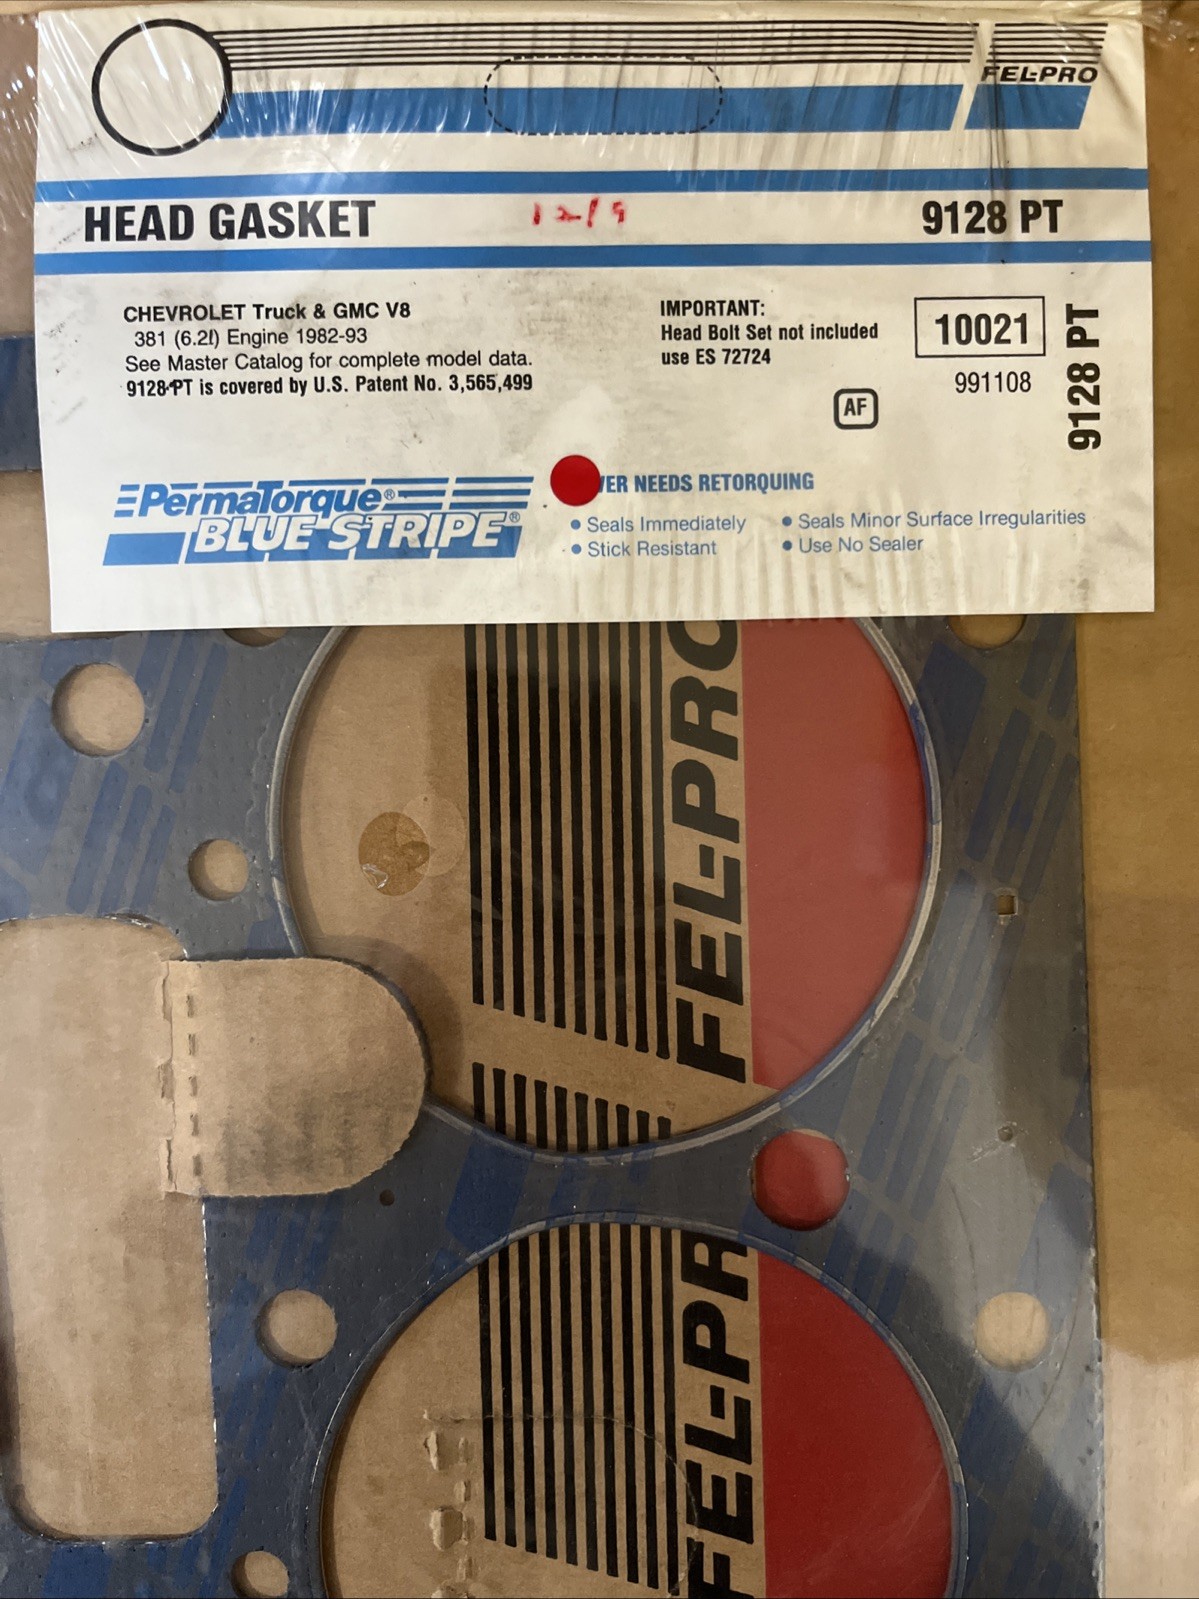 FEL-PRO
HEAD GASKET
12/9
9128 PT
CHEVROLET Truck & GMC V8
381 (6.2l) Engine 1982-93
See Master Catalog for complete model data.
9128-PT is covered by U.S. Patent No. 3,565,499
IMPORTANT:
Head Bolt Set not included
use ES 72724
10021
991108
AF
9128 PT
PermaTorque®
BLUE STRIPE®
VER NEEDS RETORQUING
• Seals Immediately
• Stick Resistant
• Seals Minor Surface Irregularities
• Use No Sealer
FEL-PRO
FEL-PR